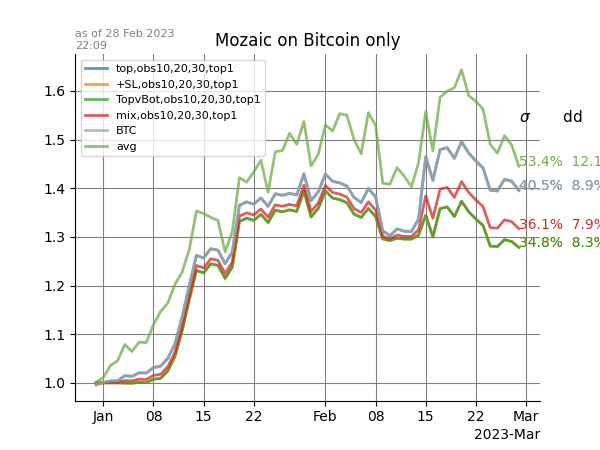 as of 28 Feb 2023
22:09
Mozaic on Bitcoin only
top,obs10,20,30,top1
+SL,obs10,20,30,top1
TopvBot,obs10,20,30,top1
mix,obs10,20,30,top1
BTC
avg
σ dd
53.4% 12.1
40.5% 8.9%
36.1% 7.9%
34.8% 8.3%
1.6
1.5
1.4
1.3
1.2
1.1
1.0
Jan 08 15 22 Feb 08 15 22 Mar
2023-Mar